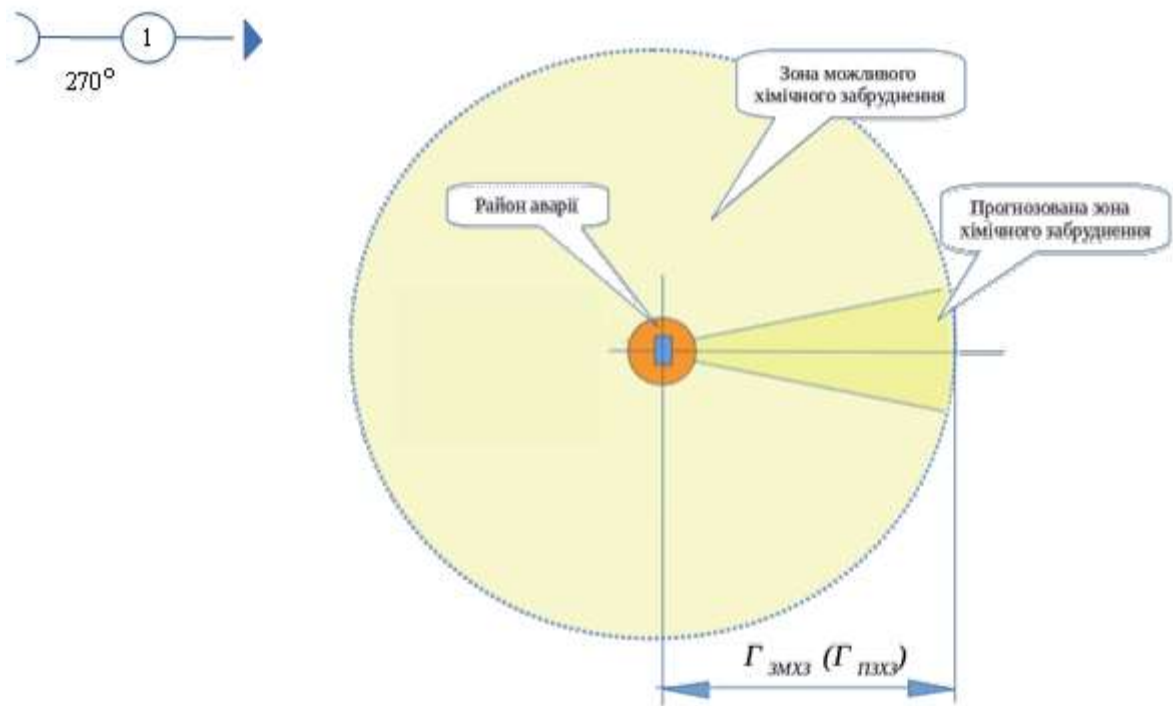 1
270°
Зона можливого
хімічного забруднення
Район аварії
Прогнозована зона
хімічного забруднення
Г ЗМХЗ (Г ПЗХЗ)